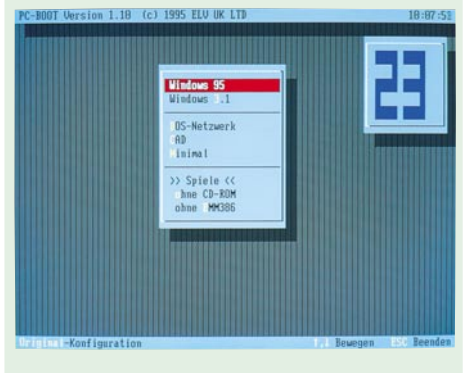 PC-BOOT Version 1.10 (c) 1995 ELV UK LTD 18:07:53
23
Windows 95
Windows 3.1
DOS-Netzwerk
CAD
Minimal
>> Spiele <<
ohne CD-ROM
ohne EMM386
Original-Konfiguration ↑,↓ Bewegen ESC Beenden